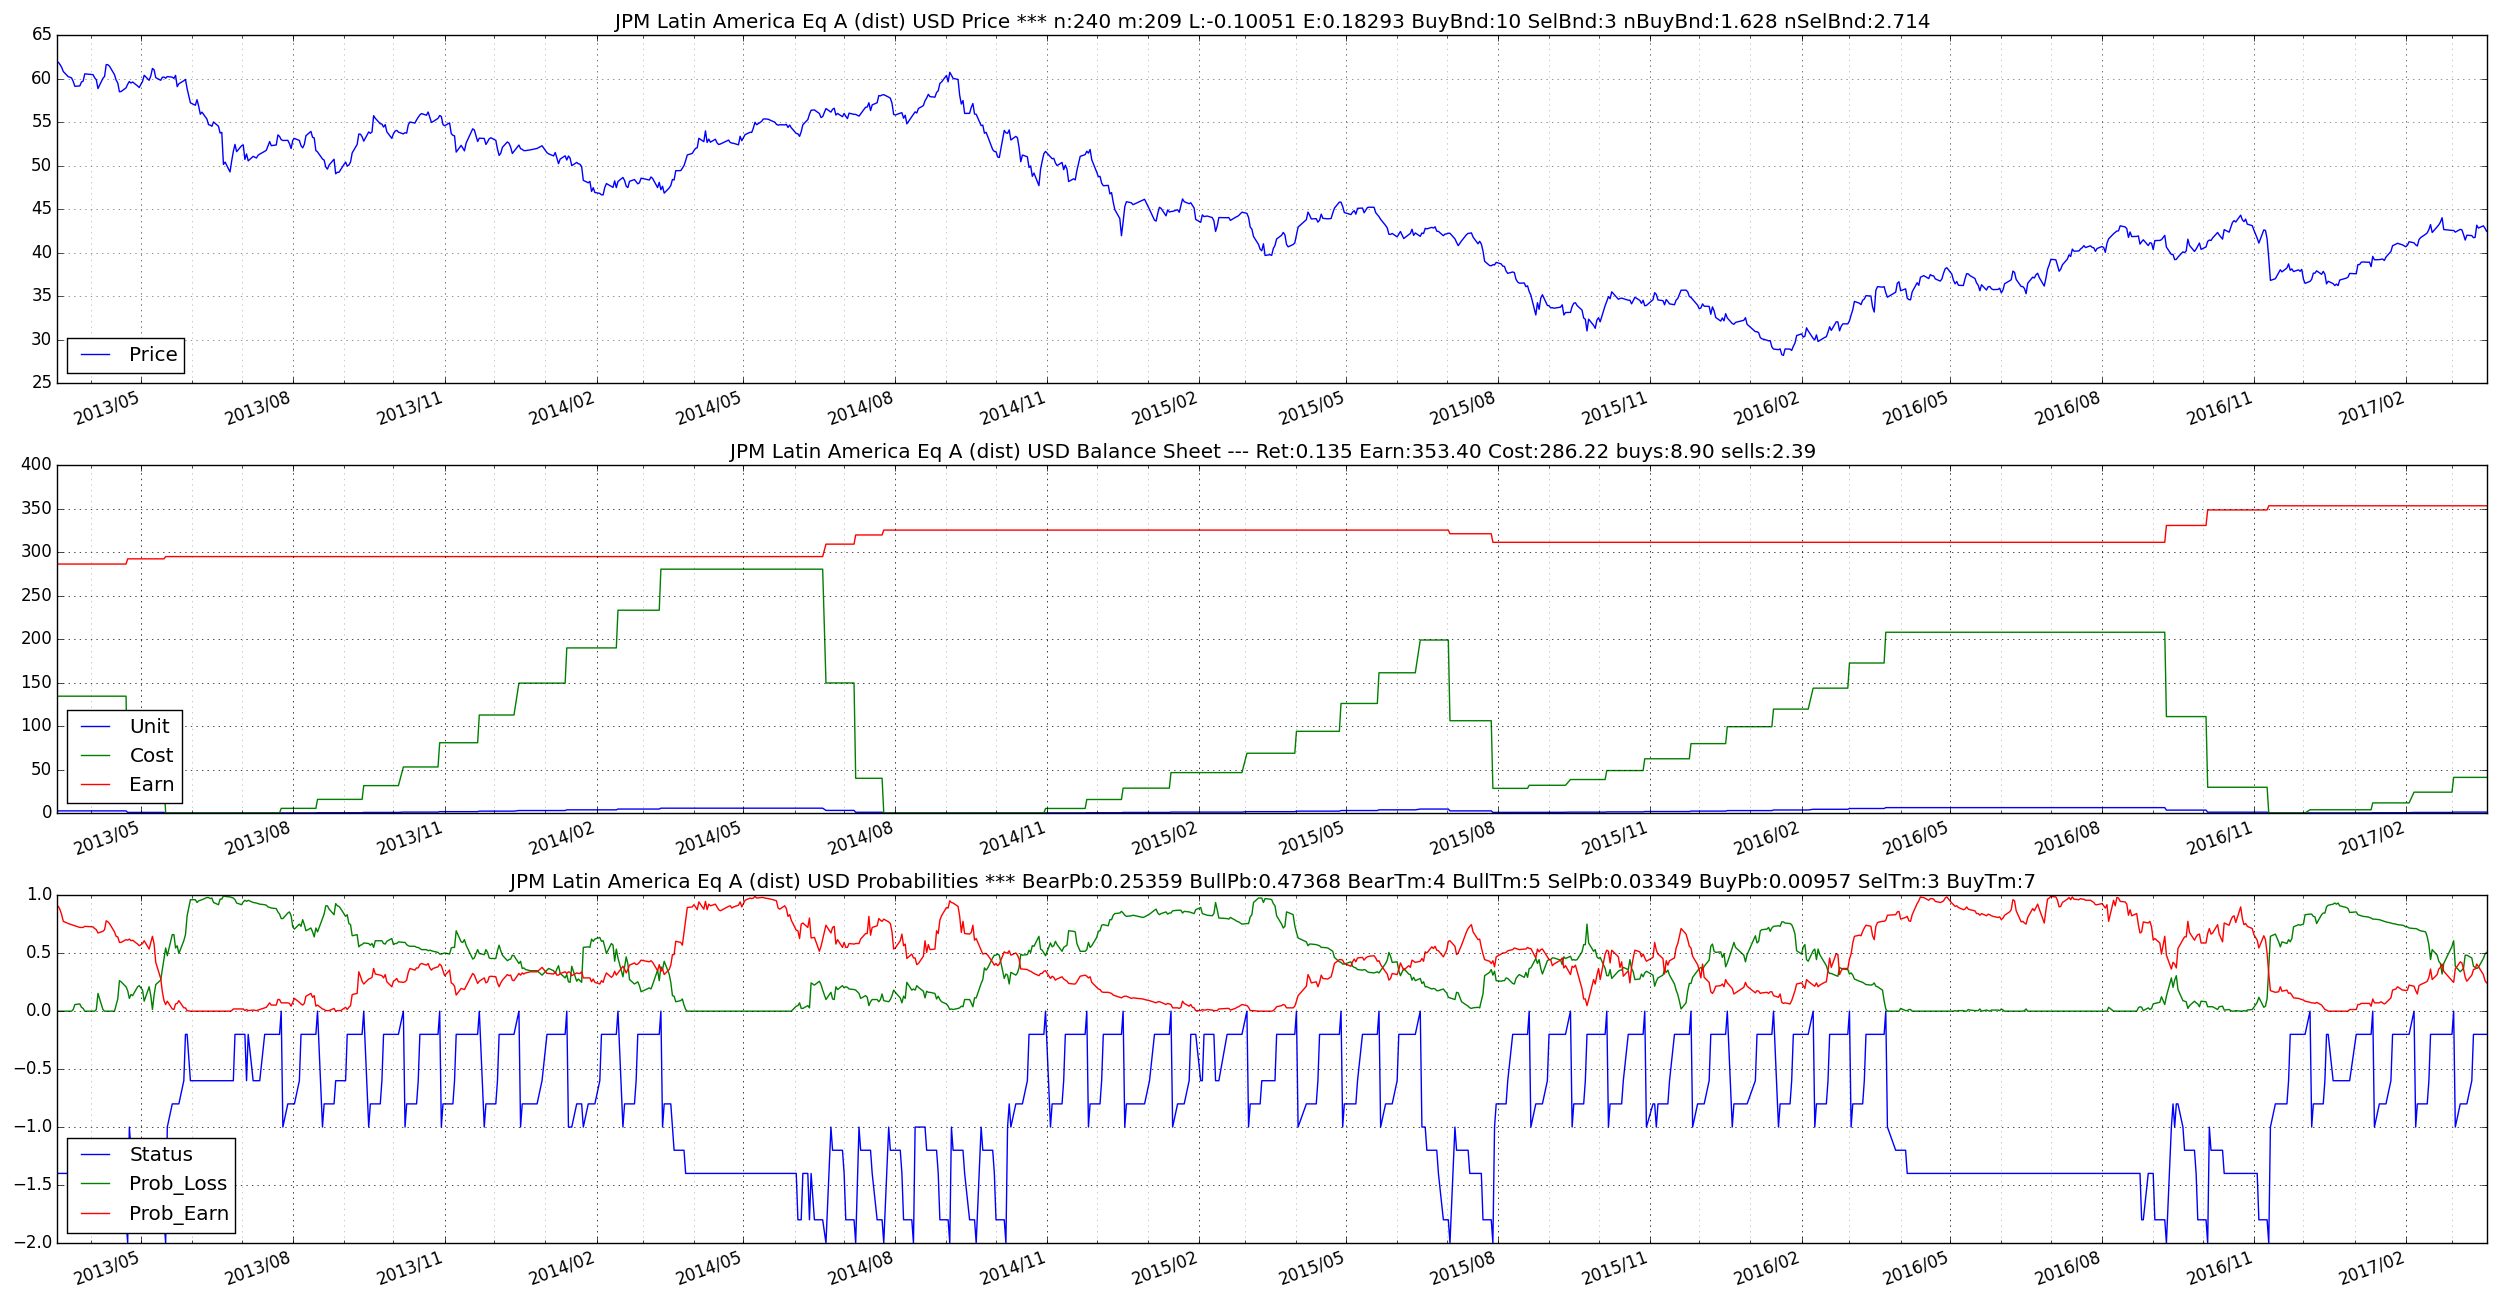 JPM Latin America Eq A (dist) USD Price *** n:240 m:209 L:-0.10051 E:0.18293 BuyBnd:10 SelBnd:3 nBuyBnd:1.628 nSelBnd:2.714
65
60
55
50
45
40
35
30
25
Price
2013/05 2013/08 2013/11 2014/02 2014/05 2014/08 2014/11 2015/02 2015/05 2015/08 2015/11 2016/02 2016/05 2016/08 2016/11 2017/02
JPM Latin America Eq A (dist) USD Balance Sheet --- Ret:0.135 Earn:353.40 Cost:286.22 buys:8.90 sells:2.39
400
350
300
250
200
150
100
50
0
Unit
Cost
Earn
2013/05 2013/08 2013/11 2014/02 2014/05 2014/08 2014/11 2015/02 2015/05 2015/08 2015/11 2016/02 2016/05 2016/08 2016/11 2017/02
JPM Latin America Eq A (dist) USD Probabilities *** BearPb:0.25359 BullPb:0.47368 BearTm:4 BullTm:5 SelPb:0.03349 BuyPb:0.00957 SelTm:3 BuyTm:7
1.0
0.5
0.0
−0.5
−1.0
−1.5
−2.0
Status
Prob_Loss
Prob_Earn
2013/05 2013/08 2013/11 2014/02 2014/05 2014/08 2014/11 2015/02 2015/05 2015/08 2015/11 2016/02 2016/05 2016/08 2016/11 2017/02